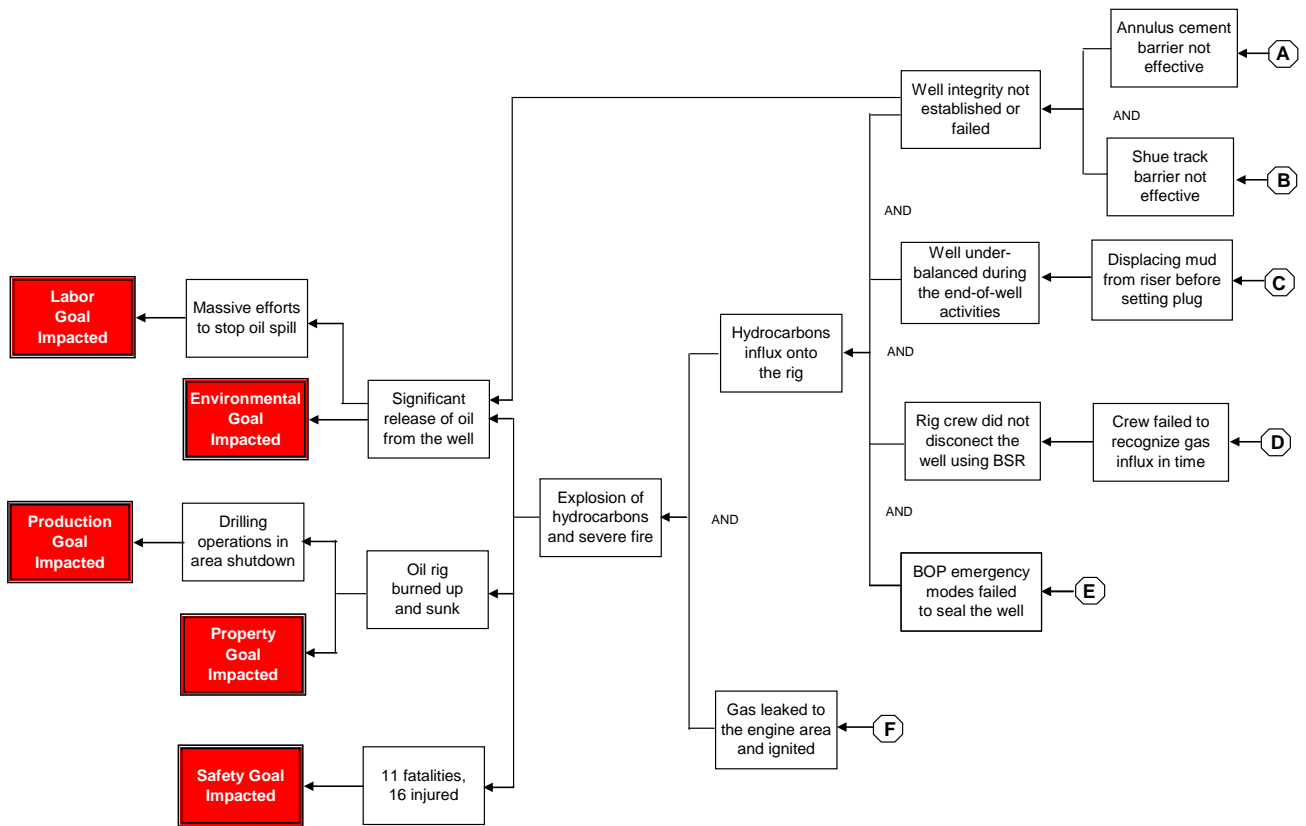 Annulus cement
barrier not
effective
A
Well integrity not
established or
failed
AND
Shue track
barrier not
effective
B
AND
Well under-
balanced during
the end-of-well
activities
Displacing mud
from riser before
setting plug
C
Labor
Goal
Impacted
Massive efforts
to stop oil spill
Hydrocarbons
influx onto
the rig
AND
Environmental
Goal
Impacted
Significant
release of oil
from the well
Rig crew did not
disconect the
well using BSR
Crew failed to
recognize gas
influx in time
D
Production
Goal
Impacted
Drilling
operations in
area shutdown
Explosion of
hydrocarbons
and severe fire
AND
AND
Oil rig
burned up
and sunk
BOP emergency
modes failed
to seal the well
E
Property
Goal
Impacted
Gas leaked to
the engine area
and ignited
F
Safety Goal
Impacted
11 fatalities,
16 injured